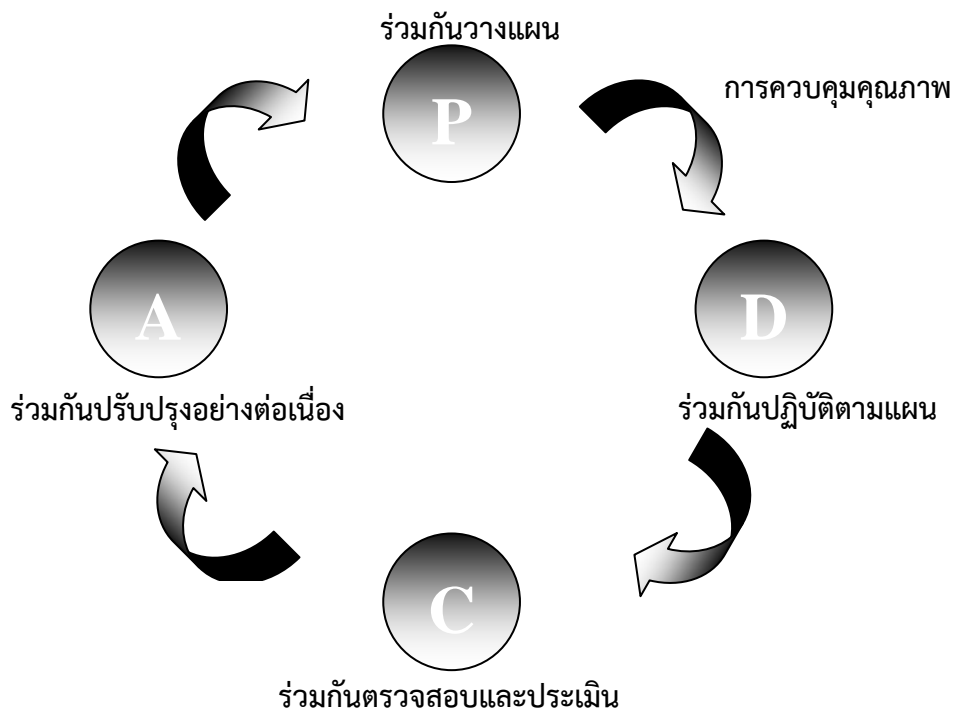 ร่วมกันวางแผน
P
การควบคุมคุณภาพ
A
D
ร่วมกันปรับปรุงอย่างต่อเนื่อง
ร่วมกันปฏิบัติตามแผน
C
ร่วมกันตรวจสอบและประเมิน